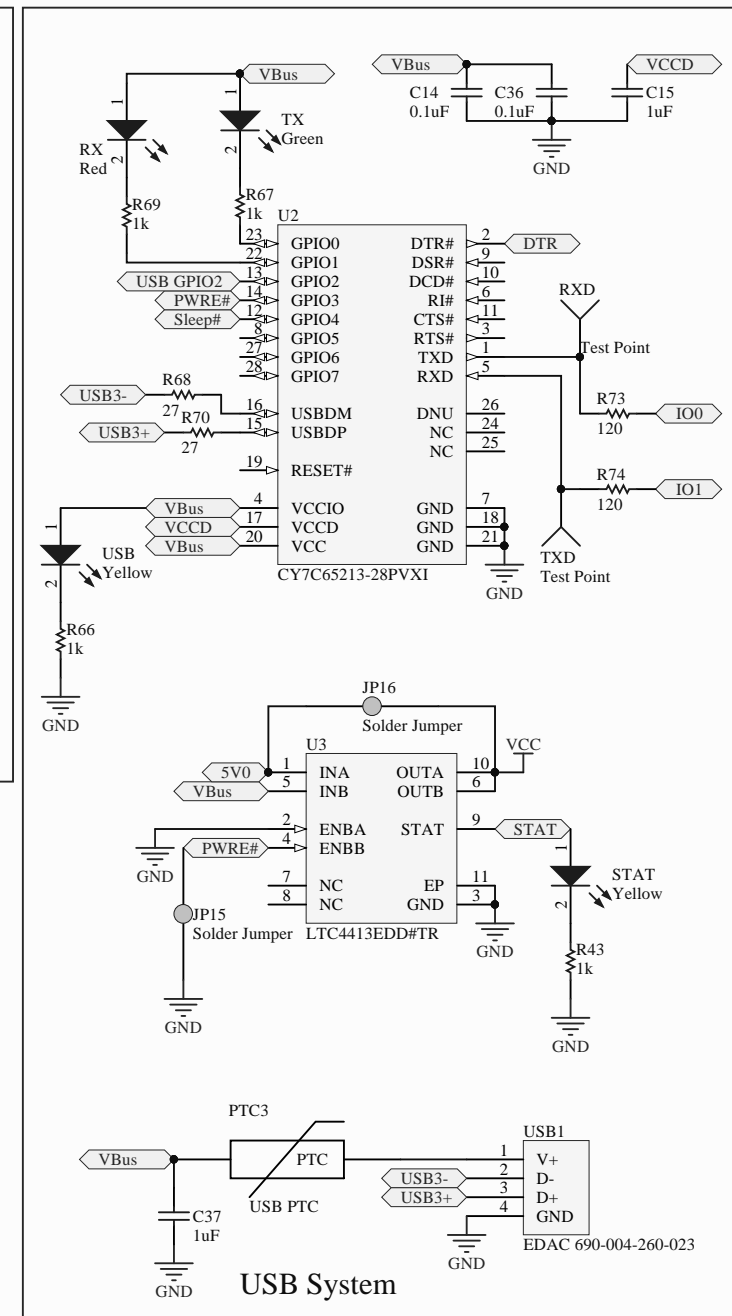 VBus
1
1
TX
Green
RX
Red
2
2
R69
1k
R67
1k
VBus
VCCD
C14
0.1uF
C36
0.1uF
C15
1uF
GND
U2
23 GPIO0
22 GPIO1
USB GPIO2 13 GPIO2
PWRE# 14 GPIO3
Sleep# 12 GPIO4
8 GPIO5
27 GPIO6
28 GPIO7
USB3- R68 27 16 USBDM
USB3+ R70 27 15 USBDP
19 RESET#
VBus 4 VCCIO
VCCD 17 VCCD
VBus 20 VCC
DTR# 2 DTR
DSR# 9
DCD# 10
RI# 6
CTS# 11
RTS# 3
TXD 1
RXD 5
DNU 26
NC 24
NC 25
GND 7
GND 18
GND 21
GND
CY7C65213-28PVXI
RXD
Test Point
R73
120
IO0
R74
120
IO1
TXD
Test Point
1
USB
Yellow
2
R66
1k
GND
JP16
Solder Jumper
U3
5V0 1 INA
VBus 5 INB
2 ENBA
GND
PWRE# 4 ENBB
7 NC
8 NC
OUTA 10
OUTB 6
VCC
STAT 9 STAT
EP 11
GND 3
GND
LTC4413EDD#TR
JP15
Solder Jumper
GND
1
STAT
Yellow
2
R43
1k
GND
PTC3
VBus
PTC
USB PTC
C37
1uF
GND
USB1
1 V+
USB3- 2 D-
USB3+ 3 D+
4 GND
GND
EDAC 690-004-260-023
USB System